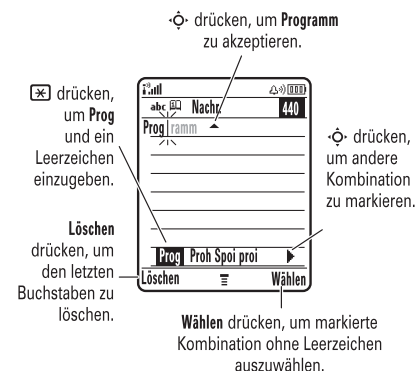 drücken, um Programm
zu akzeptieren.
drücken,
um Prog
und ein
Leerzeichen
einzugeben.
abc Nachr. 440
Programm
drücken,
um andere
Kombination
zu markieren.
Löschen
drücken, um
den letzten
Buchstaben zu
löschen.
Prog Proh Spoi proi
Löschen Wählen
Wählen drücken, um markierte
Kombination ohne Leerzeichen
auszuwählen.